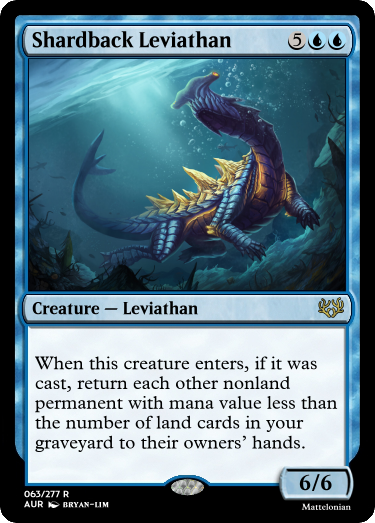 Shardback Leviathan 5
Creature — Leviathan
When this creature enters, if it was
cast, return each other nonland
permanent with mana value less than
the number of land cards in your
graveyard to their owners' hands.
6/6
063/277 R
AUR BRYAN-LIM
Mattelonian